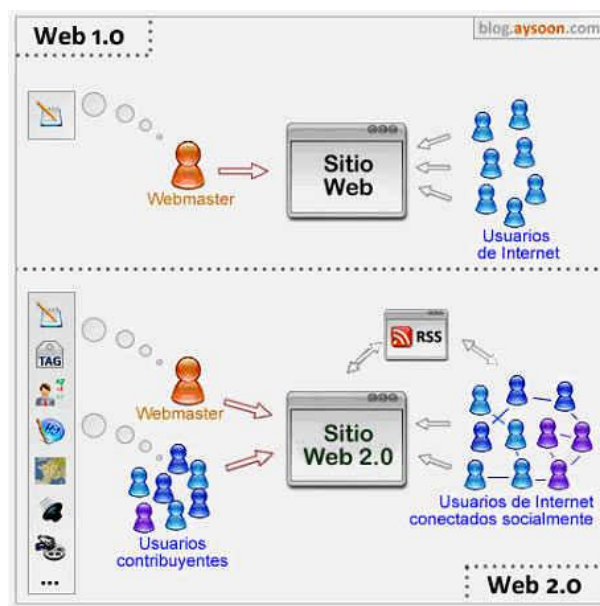 Web 1.0
blog.aysoon.com
Sitio
Web
Webmaster
Usuarios
de Internet
TAG
RSS
Webmaster
Sitio
Web 2.0
Usuarios
contribuyentes
Usuarios de Internet
conectados socialmente
...
Web 2.0